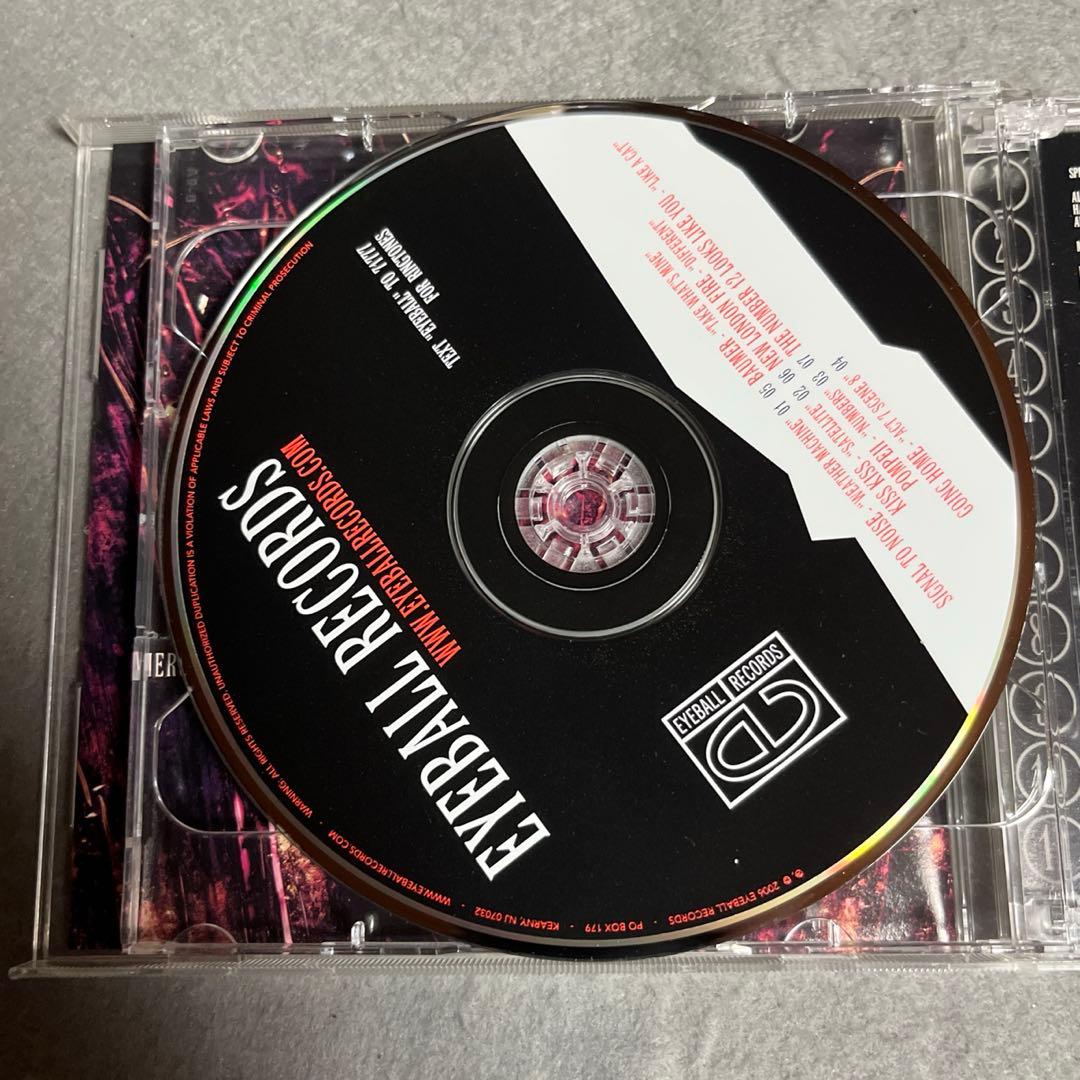 EYEBALL RECORDS
WWW.EYEBALLRECORDS.COM
TEXT "EYEBALL" TO 74777
FOR RINGTONES
SIGNAL TO NOISE - "WEATHER MACHINE" 01 05 BAUMER - "TAKE WHAT'S MINE"
KISS KISS - "SATELLITE" 02 06 NEW LONDON FIRE - "DIFFERENT"
POMPEII - "NUMBERS" 03 07 THE NUMBER 12 LOOKS LIKE YOU - "LIKE A CAT"
GOING HOME - "ACT 7 SCENE 8" 04
EYEBALL RECORDS
℗, © 2006 EYEBALL RECORDS • PO BOX 179 • KEARNY, NJ 07032 • WWW.EYEBALLRECORDS.COM • WARNING: ALL RIGHTS RESERVED. UNAUTHORIZED DUPLICATION IS A VIOLATION OF APPLICABLE LAWS AND SUBJECT TO CRIMINAL PROSECUTION
MERC